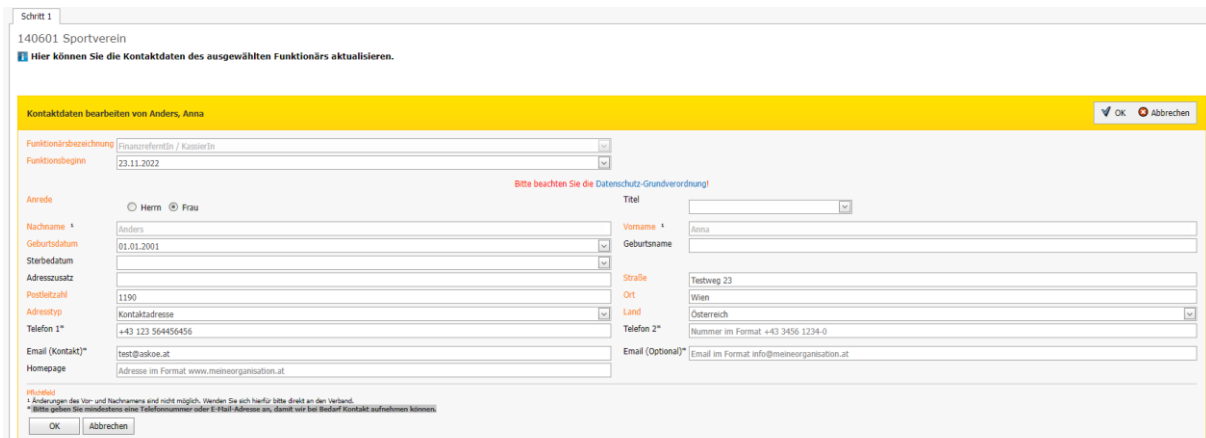 Schritt 1
140601 Sportverein
Hier können Sie die Kontaktdaten des ausgewählten Funktionärs aktualisieren.
Kontaktdaten bearbeiten von Anders, Anna OK Abbrechen
Funktionärsbezeichnung FinanzreferntIn / KassierIn
Funktionsbeginn 23.11.2022
Bitte beachten Sie die Datenschutz-Grundverordnung!
Anrede Herrn Frau Titel
Nachname ¹ Anders Vorname ¹ Anna
Geburtsdatum 01.01.2001 Geburtsname
Sterbedatum
Adresszusatz Straße Testweg 23
Postleitzahl 1190 Ort Wien
Adresstyp Kontaktadresse Land Österreich
Telefon 1* +43 123 564456456 Telefon 2* Nummer im Format +43 3456 1234-0
Email (Kontakt)* test@askoe.at Email (Optional)* Email im Format info@meineorganisation.at
Homepage Adresse im Format www.meineorganisation.at
Pflichtfeld
¹ Änderungen des Vor- und Nachnamens sind nicht möglich. Wenden Sie sich hierfür bitte direkt an den Verband.
* Bitte geben Sie mindestens eine Telefonnummer oder E-Mail-Adresse an, damit wir bei Bedarf Kontakt aufnehmen können.
OK Abbrechen